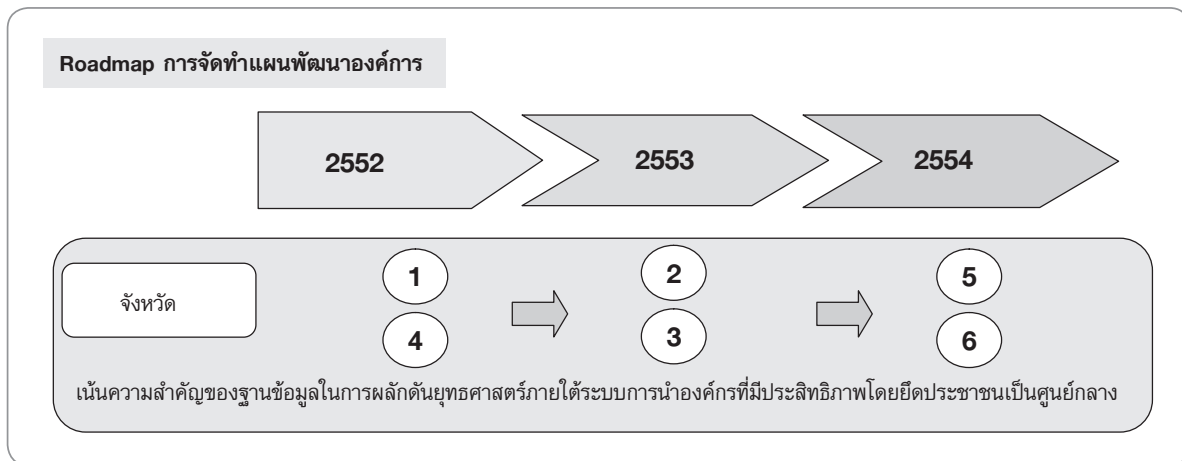 Roadmap การจัดทำแผนพัฒนาองค์การ
2552 2553 2554
จังหวัด
1 2 5
4 3 6
เน้นความสำคัญของฐานข้อมูลในการผลักดันยุทธศาสตร์ภายใต้ระบบการนำองค์กรที่มีประสิทธิภาพโดยยึดประชาชนเป็นศูนย์กลาง